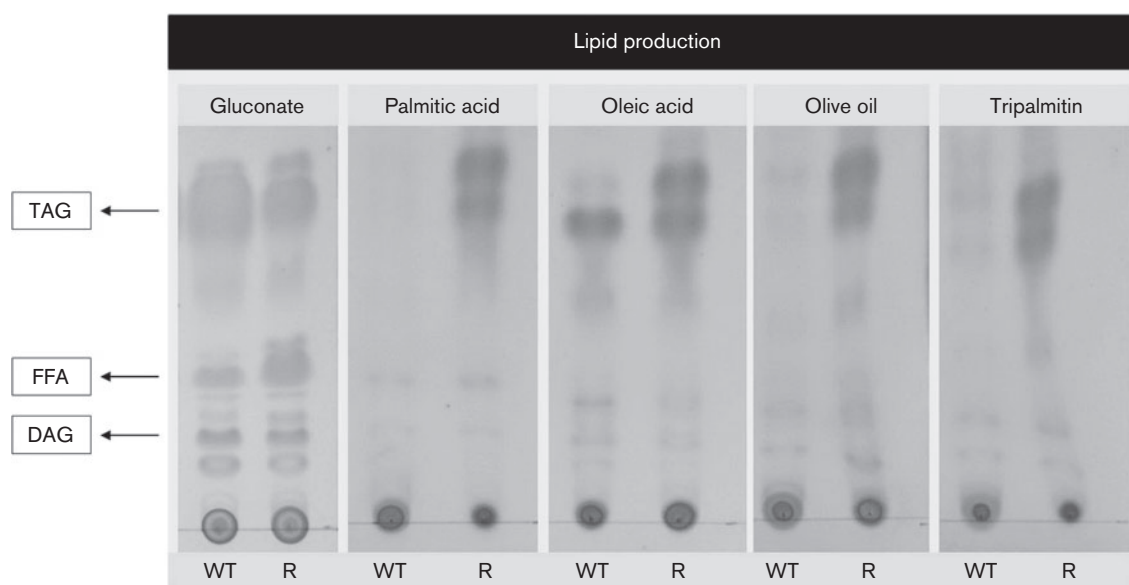 Lipid production
Gluconate Palmitic acid Oleic acid Olive oil Tripalmitin
TAG
FFA
DAG
WT R WT R WT R WT R WT R